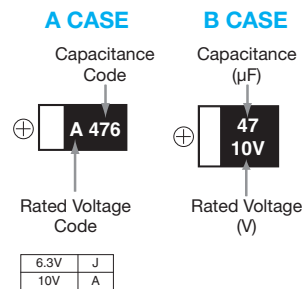 A CASE
Capacitance
Code
⊕ A 476
Rated Voltage
Code
6.3V J
10V A
B CASE
Capacitance
(µF)
⊕ 47
10V
Rated Voltage
(V)